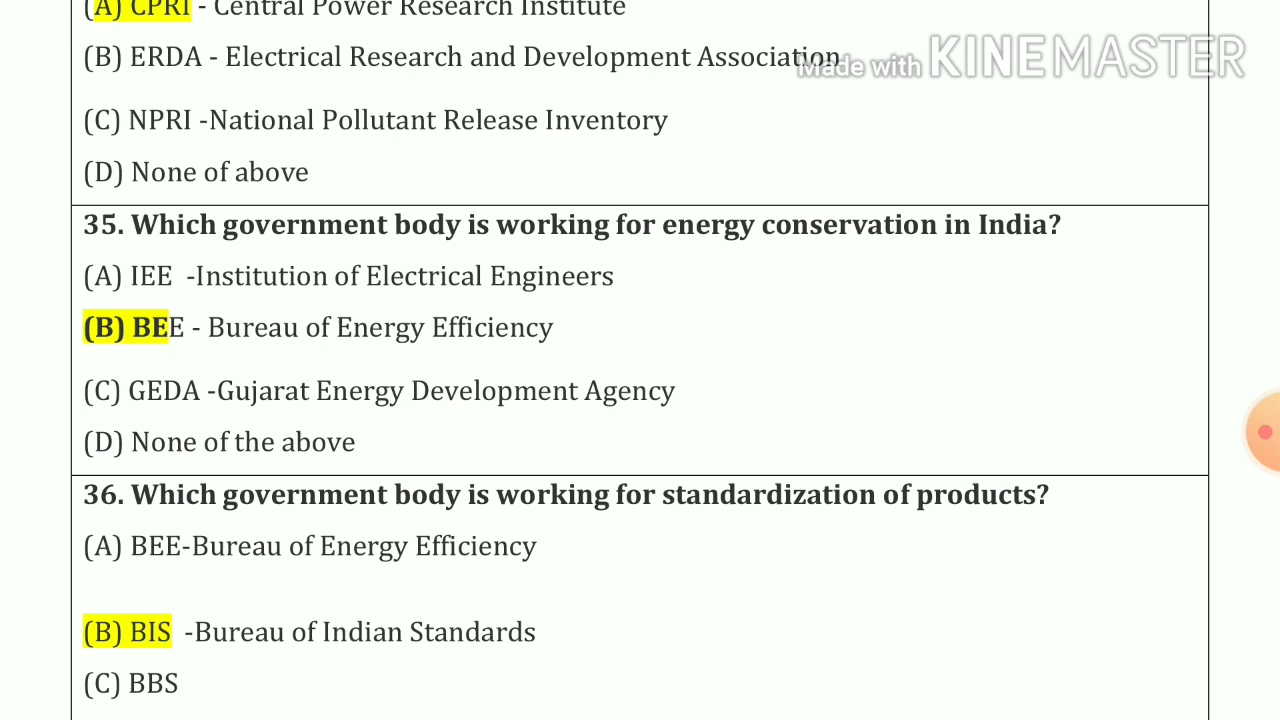 (A) CPRI - Central Power Research Institute
(B) ERDA - Electrical Research and Development Association
Made with KINEMASTER
(C) NPRI -National Pollutant Release Inventory
(D) None of above
35. Which government body is working for energy conservation in India?
(A) IEE -Institution of Electrical Engineers
(B) BEE - Bureau of Energy Efficiency
(C) GEDA -Gujarat Energy Development Agency
(D) None of the above
36. Which government body is working for standardization of products?
(A) BEE-Bureau of Energy Efficiency
(B) BIS -Bureau of Indian Standards
(C) BBS